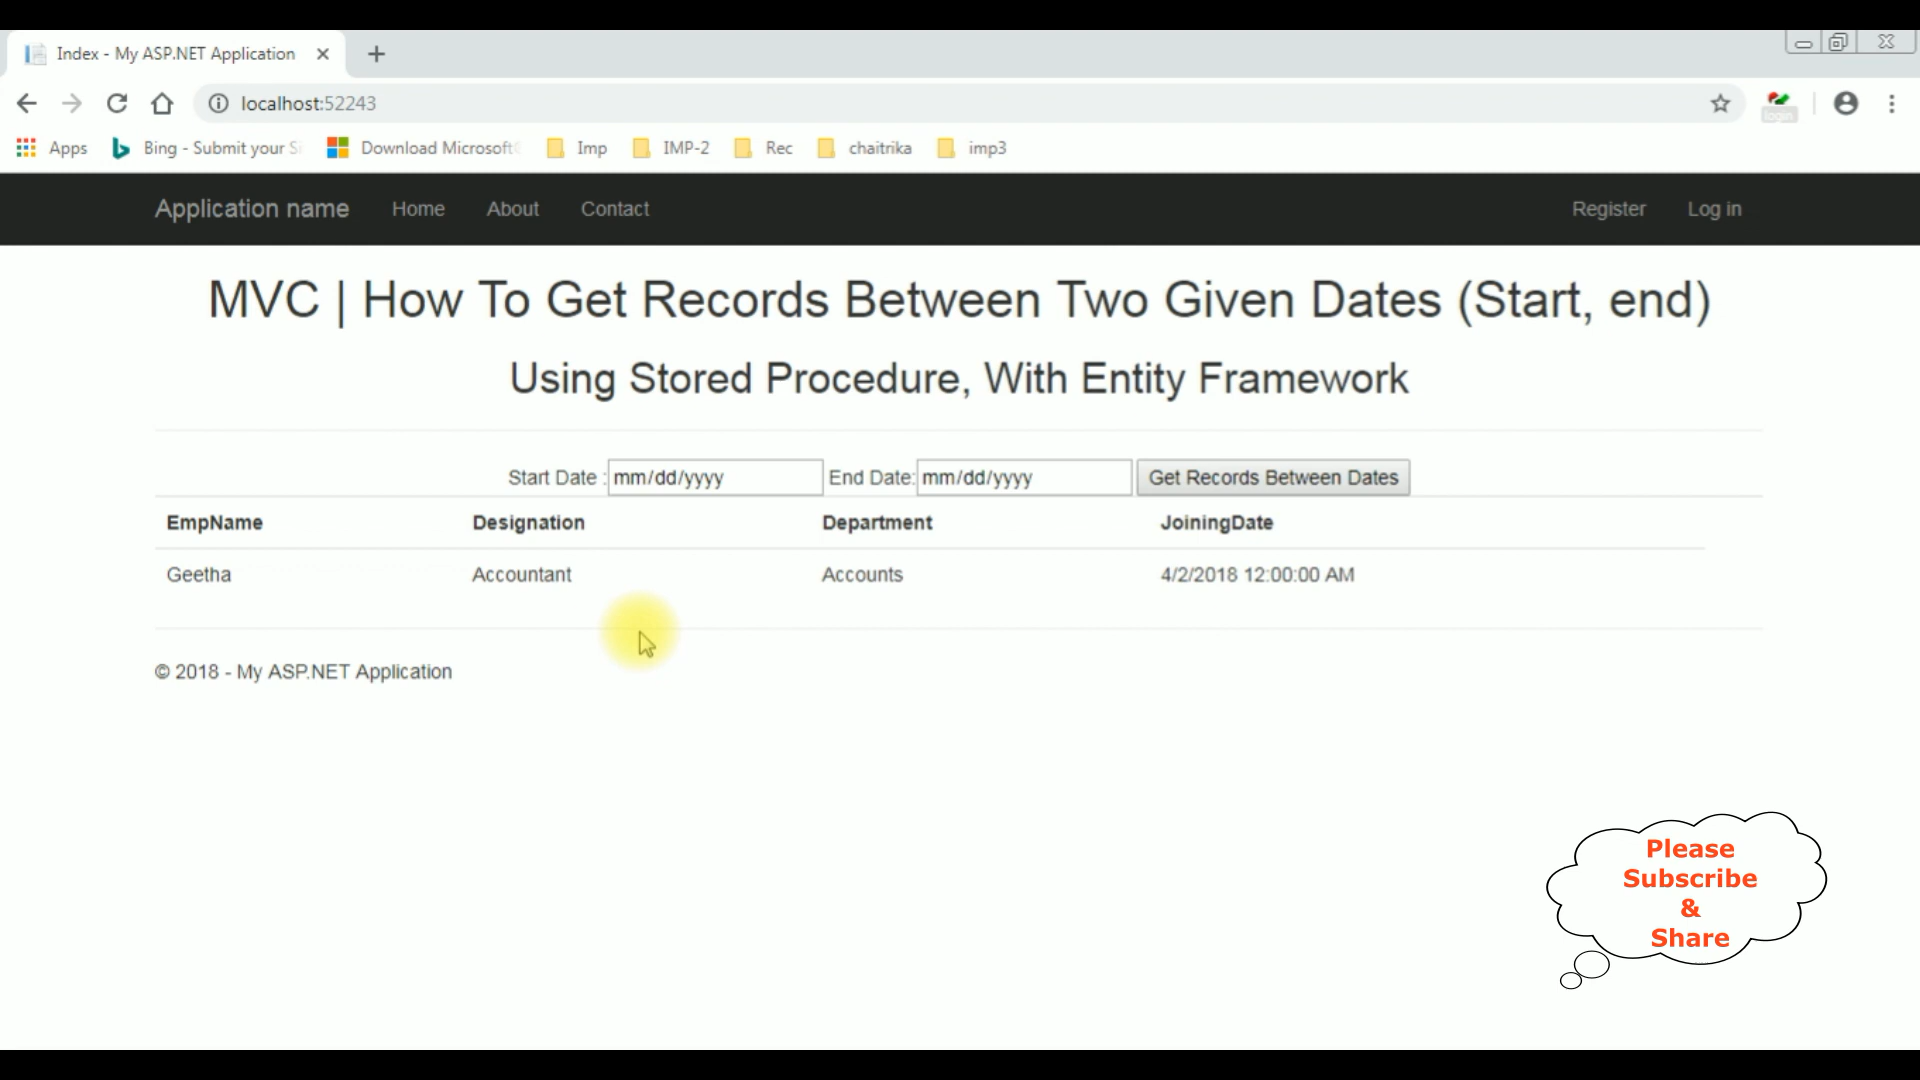 Index - My ASP.NET Application
localhost:52243
Apps Bing - Submit your Download Microsoft Imp IMP-2 Rec chaitrika imp3
Application name Home About Contact Register Log in
MVC | How To Get Records Between Two Given Dates (Start, end)
Using Stored Procedure, With Entity Framework
Start Date : mm/dd/yyyy End Date: mm/dd/yyyy Get Records Between Dates
EmpName Designation Department JoiningDate
Geetha Accountant Accounts 4/2/2018 12:00:00 AM
© 2018 - My ASP.NET Application
Please
Subscribe
&
Share